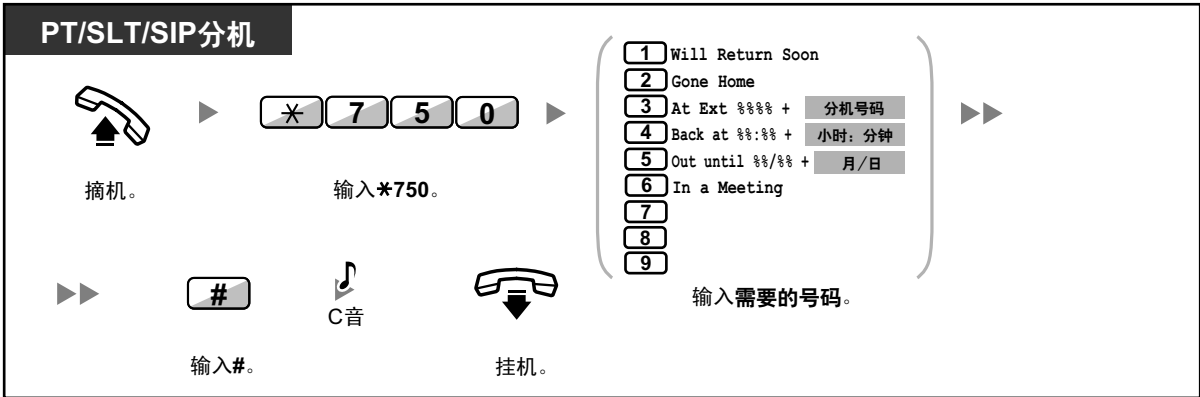 PT/SLT/SIP分机
1 Will Return Soon
2 Gone Home
3 At Ext %%%% + 分机号码
4 Back at %%:%% + 小时：分钟
5 Out until %%/%% + 月/日
6 In a Meeting
7
8
9
* 7 5 0
摘机。
输入*750。
输入需要的号码。
#
C音
输入#。
挂机。